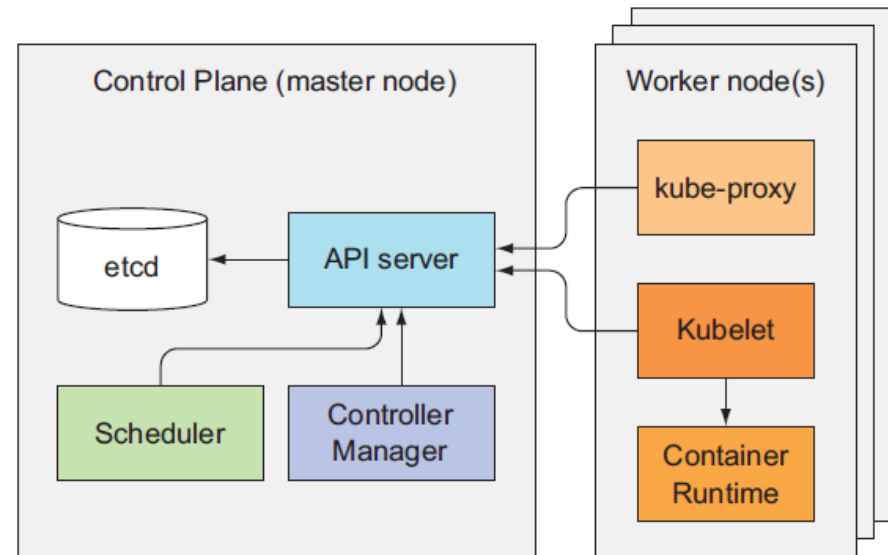 Control Plane (master node)
etcd
API server
Scheduler
Controller
Manager
Worker node(s)
kube-proxy
Kubelet
Container
Runtime